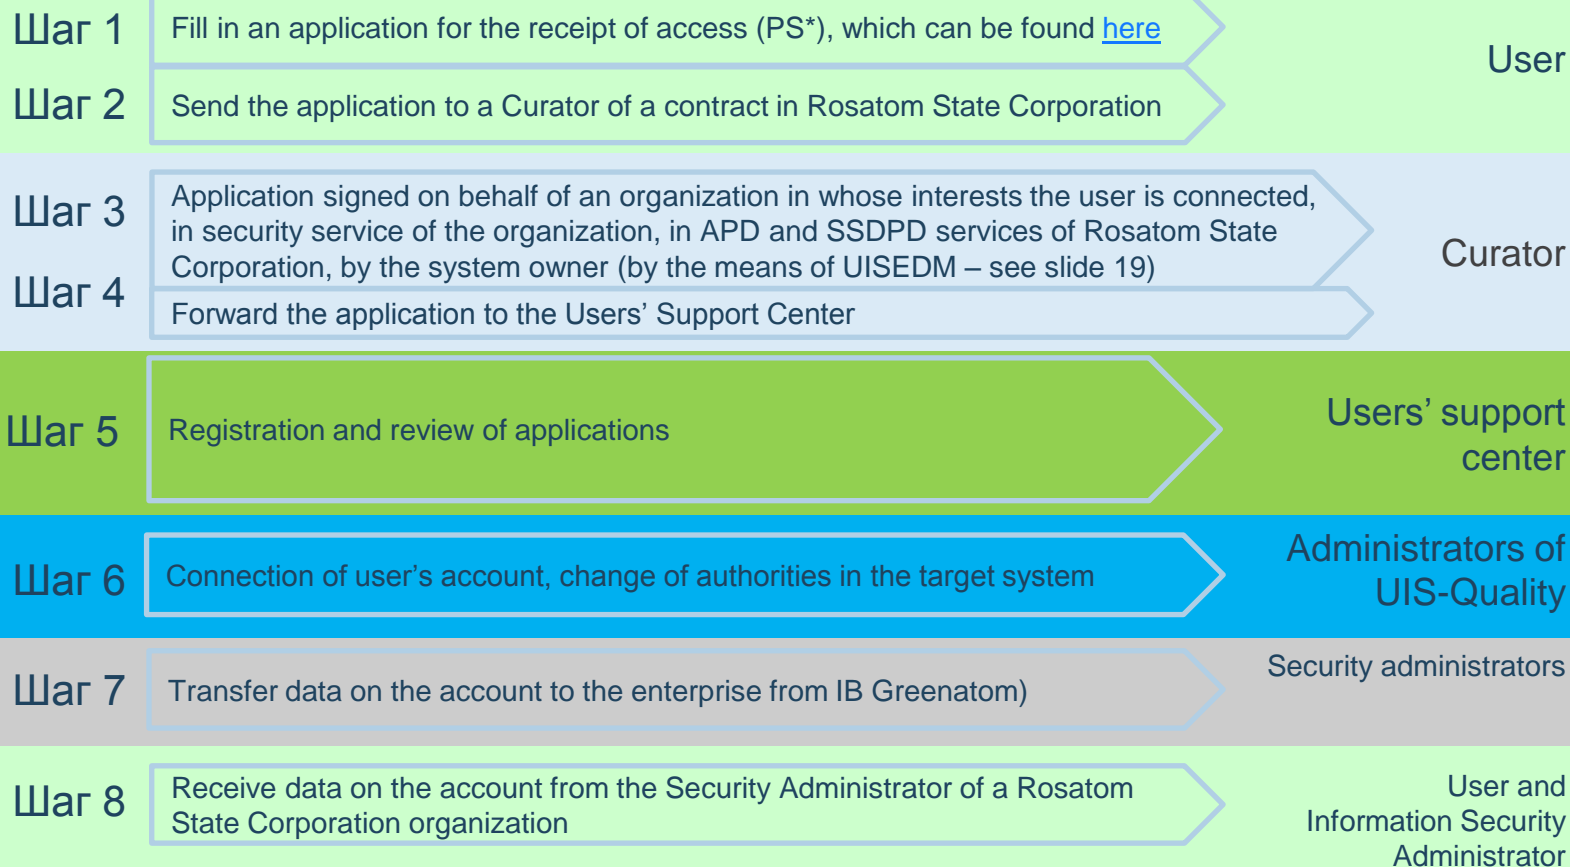 Шаг 1
Fill in an application for the receipt of access (PS*), which can be found here
User
Шаг 2
Send the application to a Curator of a contract in Rosatom State Corporation
Шаг 3
Application signed on behalf of an organization in whose interests the user is connected,
in security service of the organization, in APD and SSDPD services of Rosatom State
Corporation, by the system owner (by the means of UISEDM – see slide 19)
Curator
Шаг 4
Forward the application to the Users’ Support Center
Шаг 5
Registration and review of applications
Users’ support
center
Шаг 6
Connection of user’s account, change of authorities in the target system
Administrators of
UIS-Quality
Шаг 7
Transfer data on the account to the enterprise from IB Greenatom)
Security administrators
Шаг 8
Receive data on the account from the Security Administrator of a Rosatom
State Corporation organization
User and
Information Security
Administrator